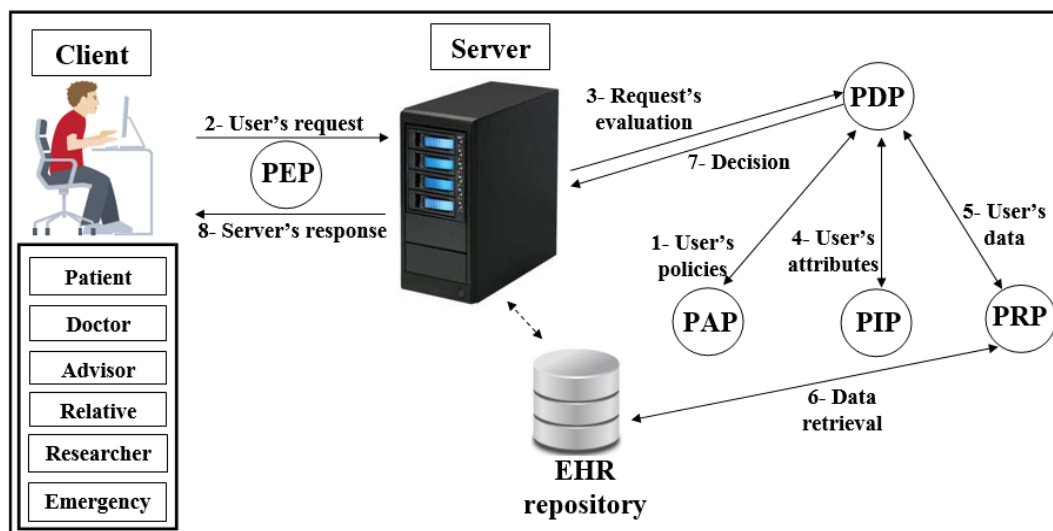 Client
Server
2- User's request
PEP
8- Server's response
3- Request's
evaluation
7- Decision
PDP
1- User's
policies
4- User's
attributes
5- User's
data
PAP
PIP
PRP
6- Data
retrieval
EHR
repository
Patient
Doctor
Advisor
Relative
Researcher
Emergency